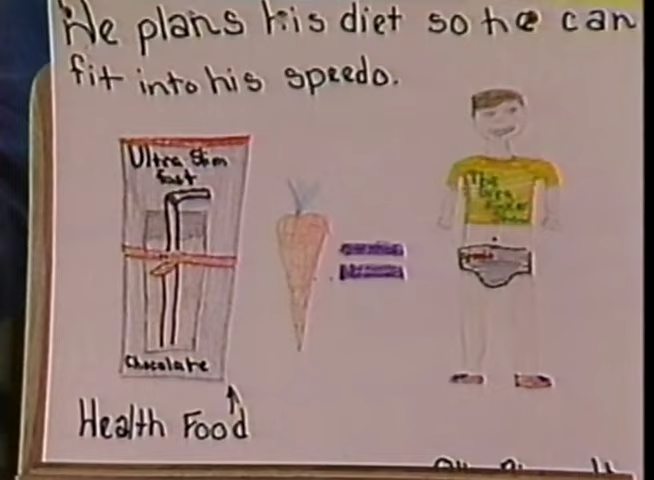 He plans his diet so he can
fit into his speedo.
Ultra Slim
fast
Chocolate
Health Food